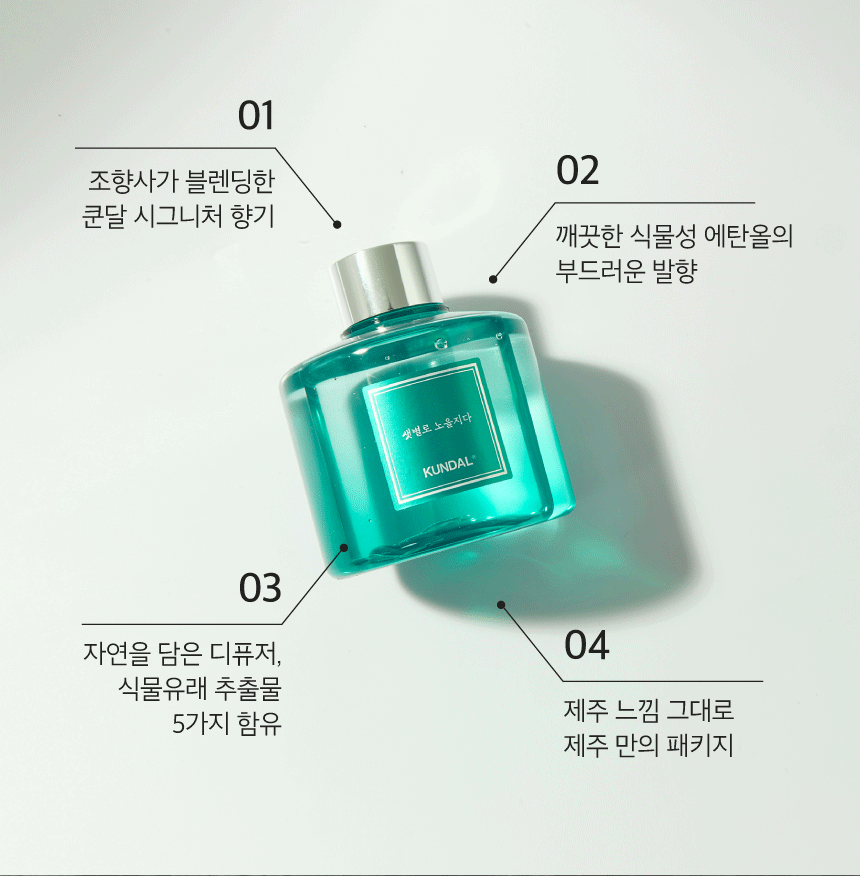 01
조향사가 블렌딩한
쿤달 시그니처 향기
02
깨끗한 식물성 에탄올의
부드러운 발향
샛별로 노을지다
KUNDAL®
03
자연을 담은 디퓨저,
식물유래 추출물
5가지 함유
04
제주 느낌 그대로
제주 만의 패키지